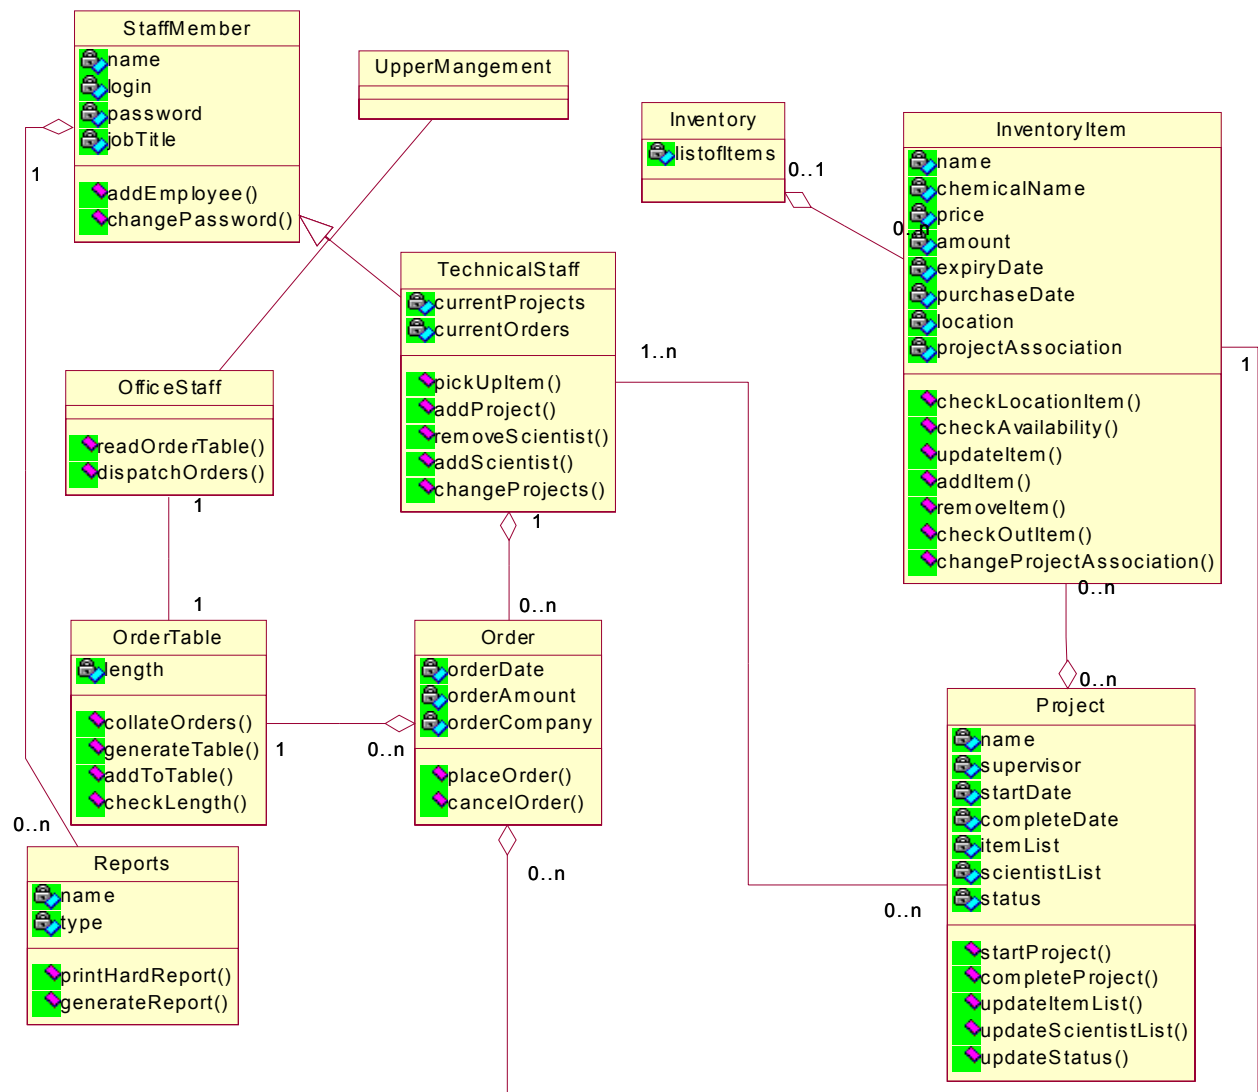 StaffMember
name
login
password
jobTitle
addEmployee()
changePassword()
1
UpperMangement
Inventory
listofItems
0..1
0..n
InventoryItem
name
chemicalName
price
amount
expiryDate
purchaseDate
location
projectAssociation
checkLocationItem()
checkAvailability()
updateItem()
addItem()
removeItem()
checkOutItem()
changeProjectAssociation()
1
0..n
TechnicalStaff
currentProjects
currentOrders
pickUpItem()
addProject()
removeScientist()
addScientist()
changeProjects()
1..n
1
0..n
OfficeStaff
readOrderTable()
dispatchOrders()
1
1
OrderTable
length
collateOrders()
generateTable()
addToTable()
checkLength()
1
0..n
Order
orderDate
orderAmount
orderCompany
placeOrder()
cancelOrder()
0..n
0..n
Project
name
supervisor
startDate
completeDate
itemList
scientistList
status
startProject()
completeProject()
updateItemList()
updateScientistList()
updateStatus()
0..n
0..n
Reports
name
type
printHardReport()
generateReport()